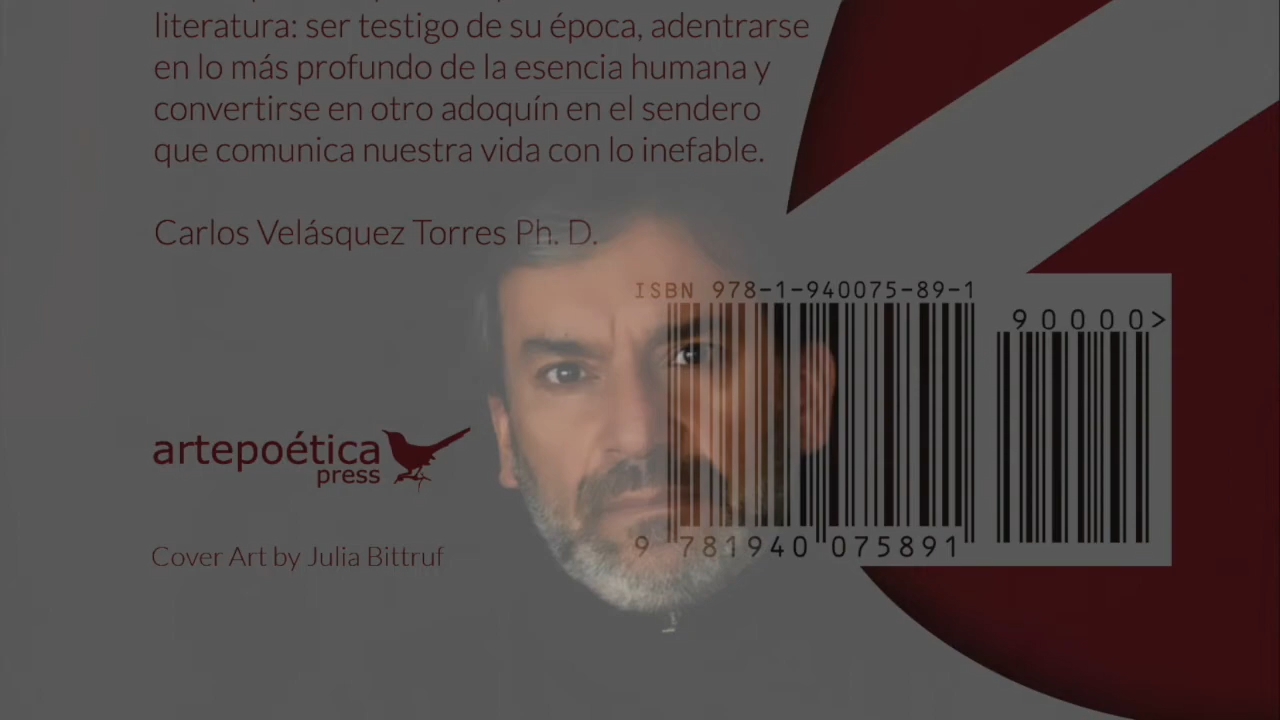 literatura: ser testigo de su época, adentrarse
en lo más profundo de la esencia humana y
convertirse en otro adoquín en el sendero
que comunica nuestra vida con lo inefable.
Carlos Velásquez Torres Ph. D.
ISBN 978-1-940075-89-1
90000>
artepoética
press
9 781940 075891
Cover Art by Julia Bittruf